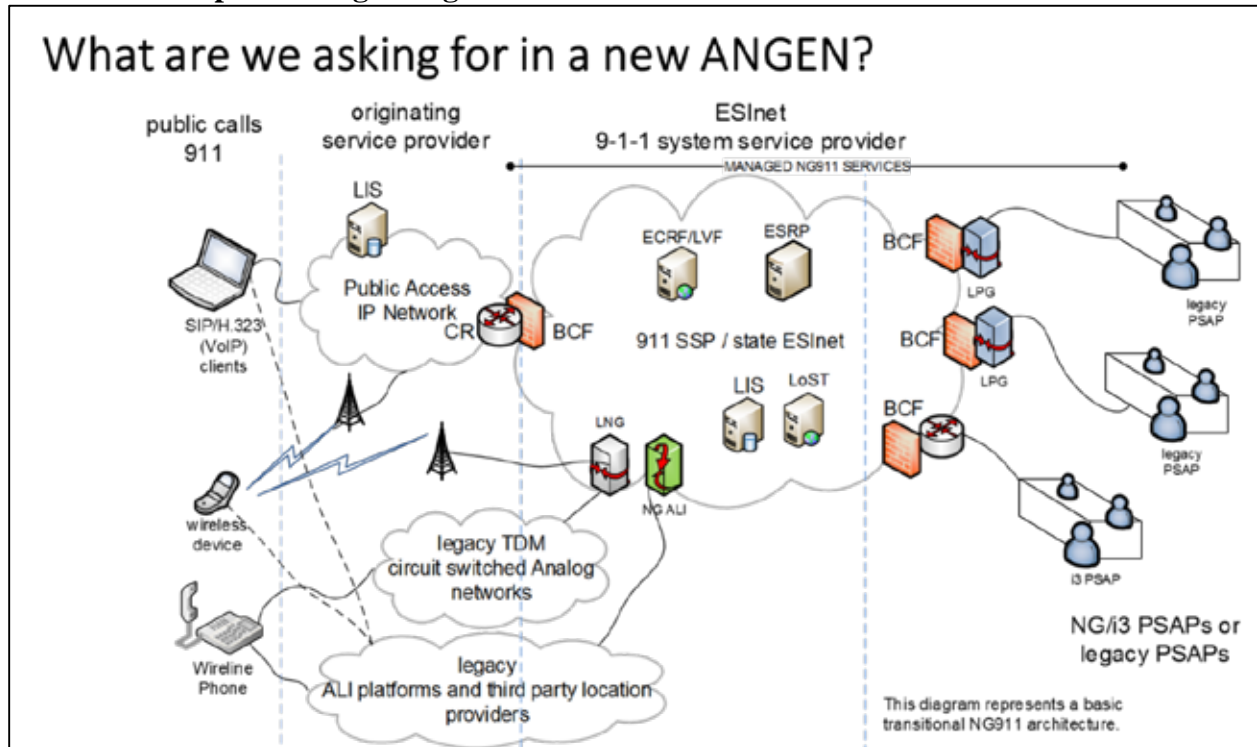 What are we asking for in a new ANGEN?
public calls
911
originating
service provider
ESInet
9-1-1 system service provider
MANAGED NG911 SERVICES
LIS
Public Access
IP Network
CR
BCF
SIP/H.323
(VoIP)
clients
ECRF/LVF
ESRP
911 SSP / state ESInet
LIS
LoST
BCF
LPG
legacy
PSAP
BCF
LPG
legacy
PSAP
BCF
i3 PSAP
LNG
NG ALI
wireless
device
legacy TDM
circuit switched Analog
networks
Wireline
Phone
legacy
ALI platforms and third party location
providers
NG/i3 PSAPs or
legacy PSAPs
This diagram represents a basic
transitional NG911 architecture.